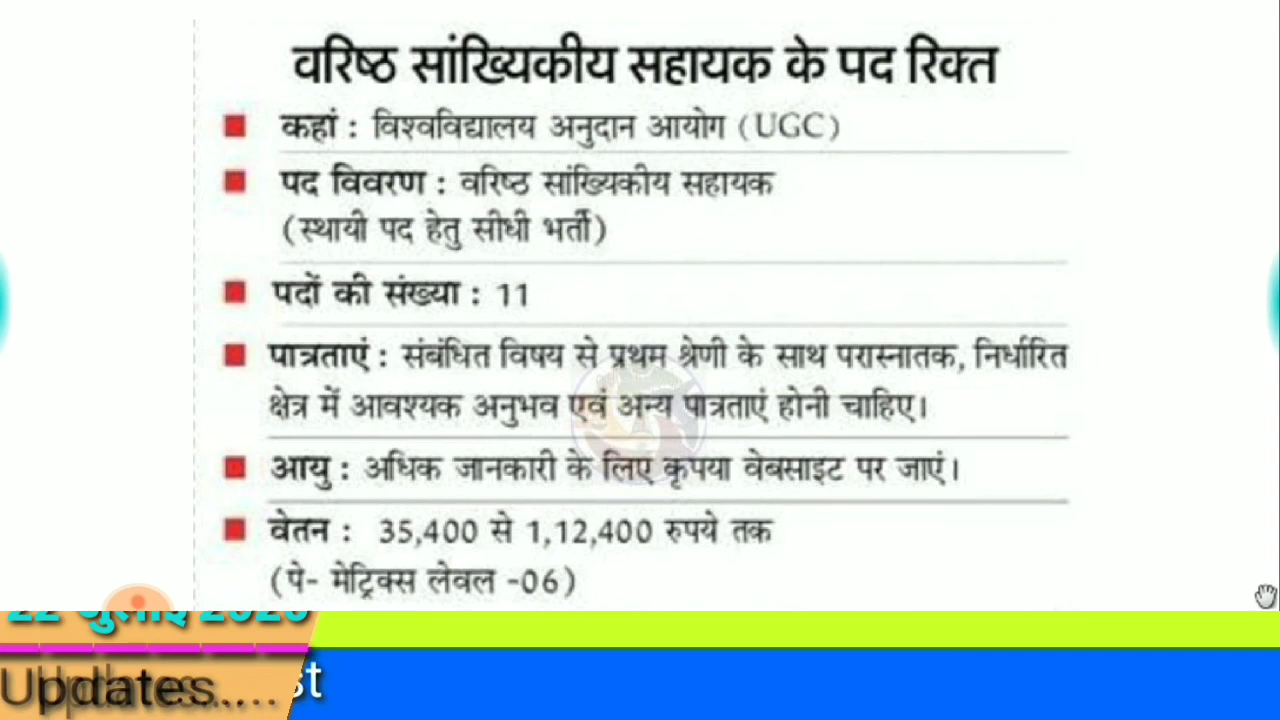 वरिष्ठ सांख्यिकीय सहायक के पद रिक्त
कहां : विश्वविद्यालय अनुदान आयोग (UGC)
पद विवरण : वरिष्ठ सांख्यिकीय सहायक
(स्थायी पद हेतु सीधी भर्ती)
पदों की संख्या : 11
पात्रताएं : संबंधित विषय से प्रथम श्रेणी के साथ परास्नातक, निर्धारित
क्षेत्र में आवश्यक अनुभव एवं अन्य पात्रताएं होनी चाहिए।
आयु : अधिक जानकारी के लिए कृपया वेबसाइट पर जाएं।
वेतन : 35,400 से 1,12,400 रुपये तक
(पे- मेट्रिक्स लेवल -06)
22 जुलाई 2020
Updates.....